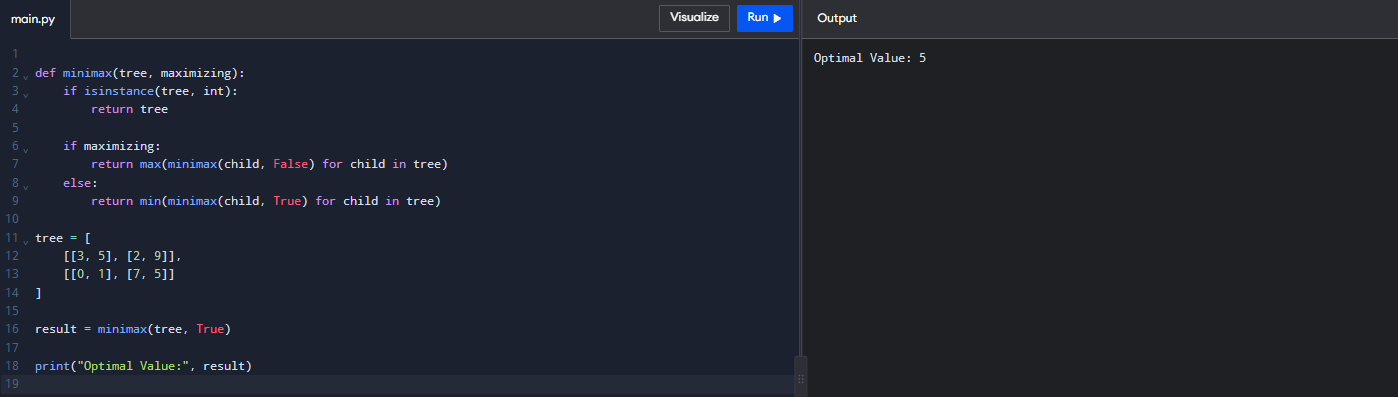 main.py
Visualize
Run
Output
1
2 def minimax(tree, maximizing):
3     if isinstance(tree, int):
4         return tree
5
6     if maximizing:
7         return max(minimax(child, False) for child in tree)
8     else:
9         return min(minimax(child, True) for child in tree)
10
11 tree = [
12     [[3, 5], [2, 9]],
13     [[0, 1], [7, 5]]
14 ]
15
16 result = minimax(tree, True)
17
18 print("Optimal Value:", result)
19
Optimal Value: 5